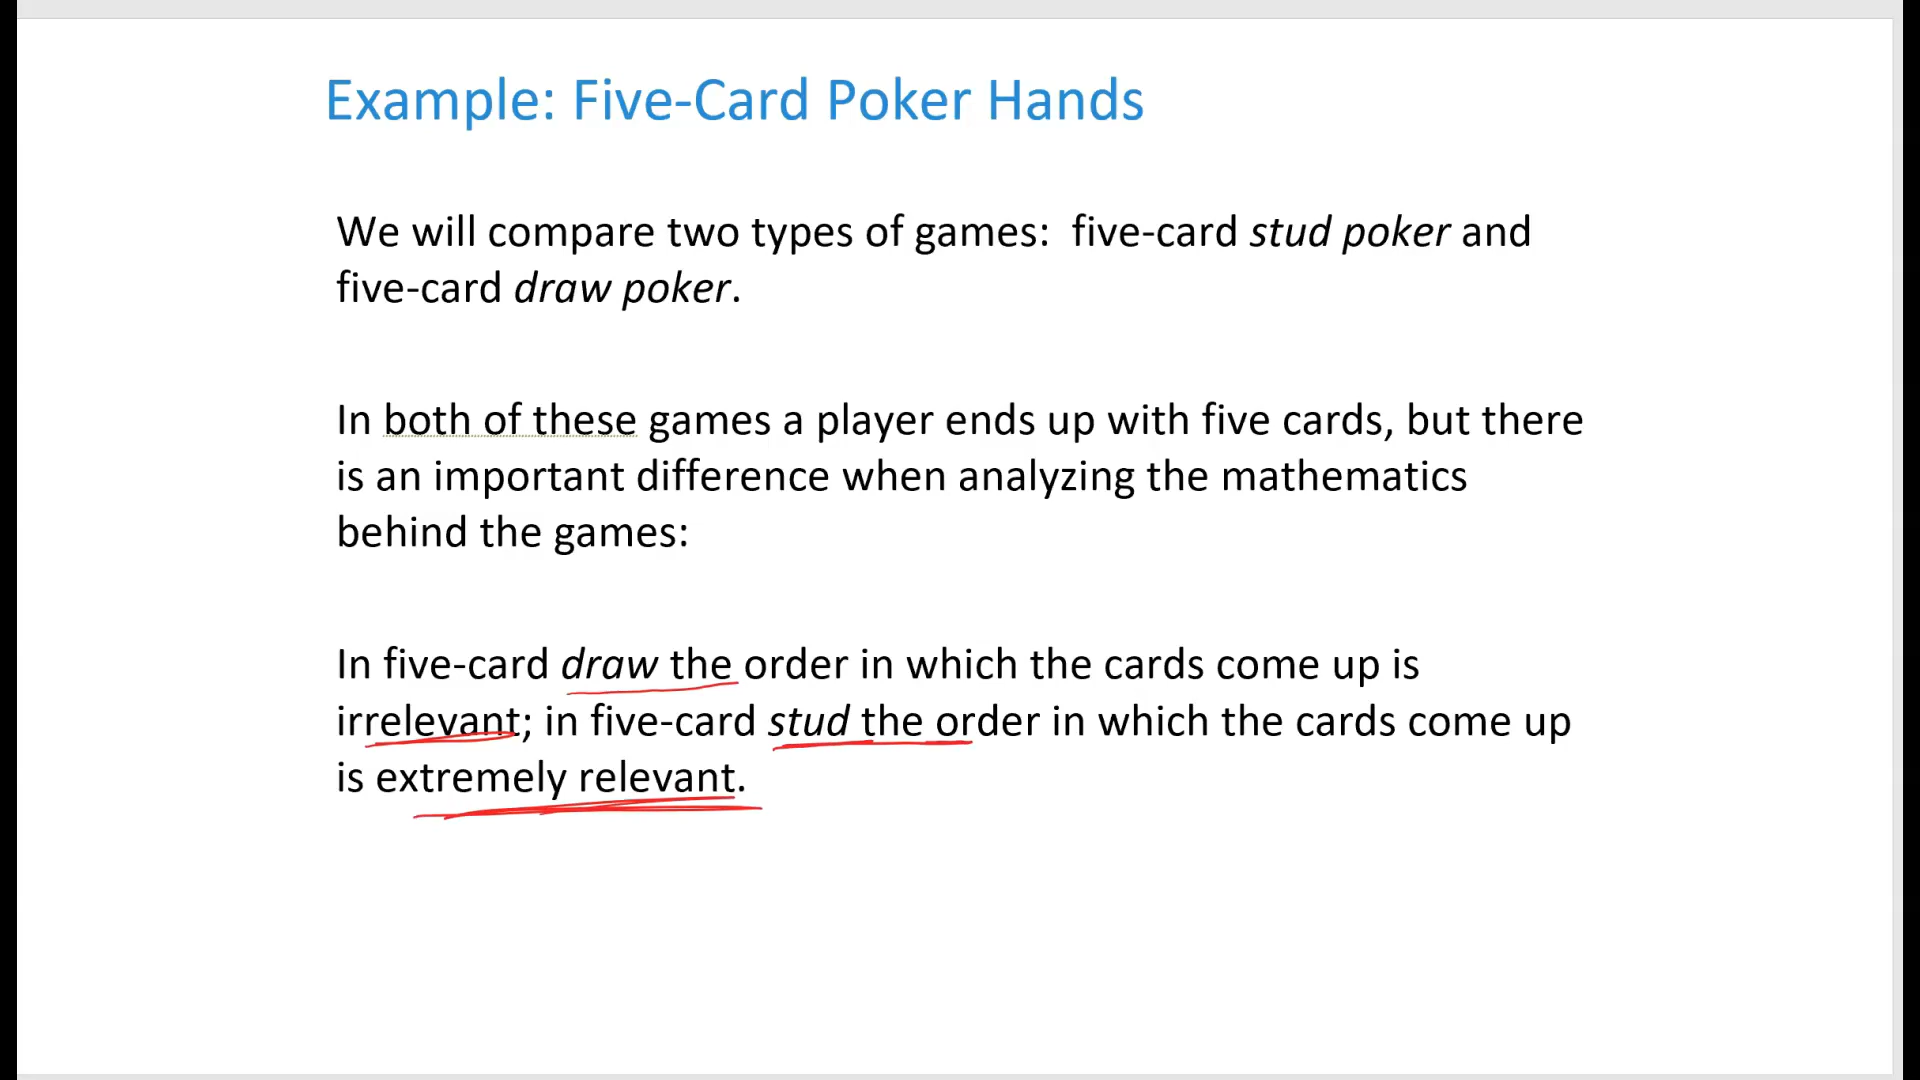 Example: Five-Card Poker Hands
We will compare two types of games:  five-card stud poker and
five-card draw poker.
In both of these games a player ends up with five cards, but there
is an important difference when analyzing the mathematics
behind the games:
In five-card draw the order in which the cards come up is
irrelevant; in five-card stud the order in which the cards come up
is extremely relevant.